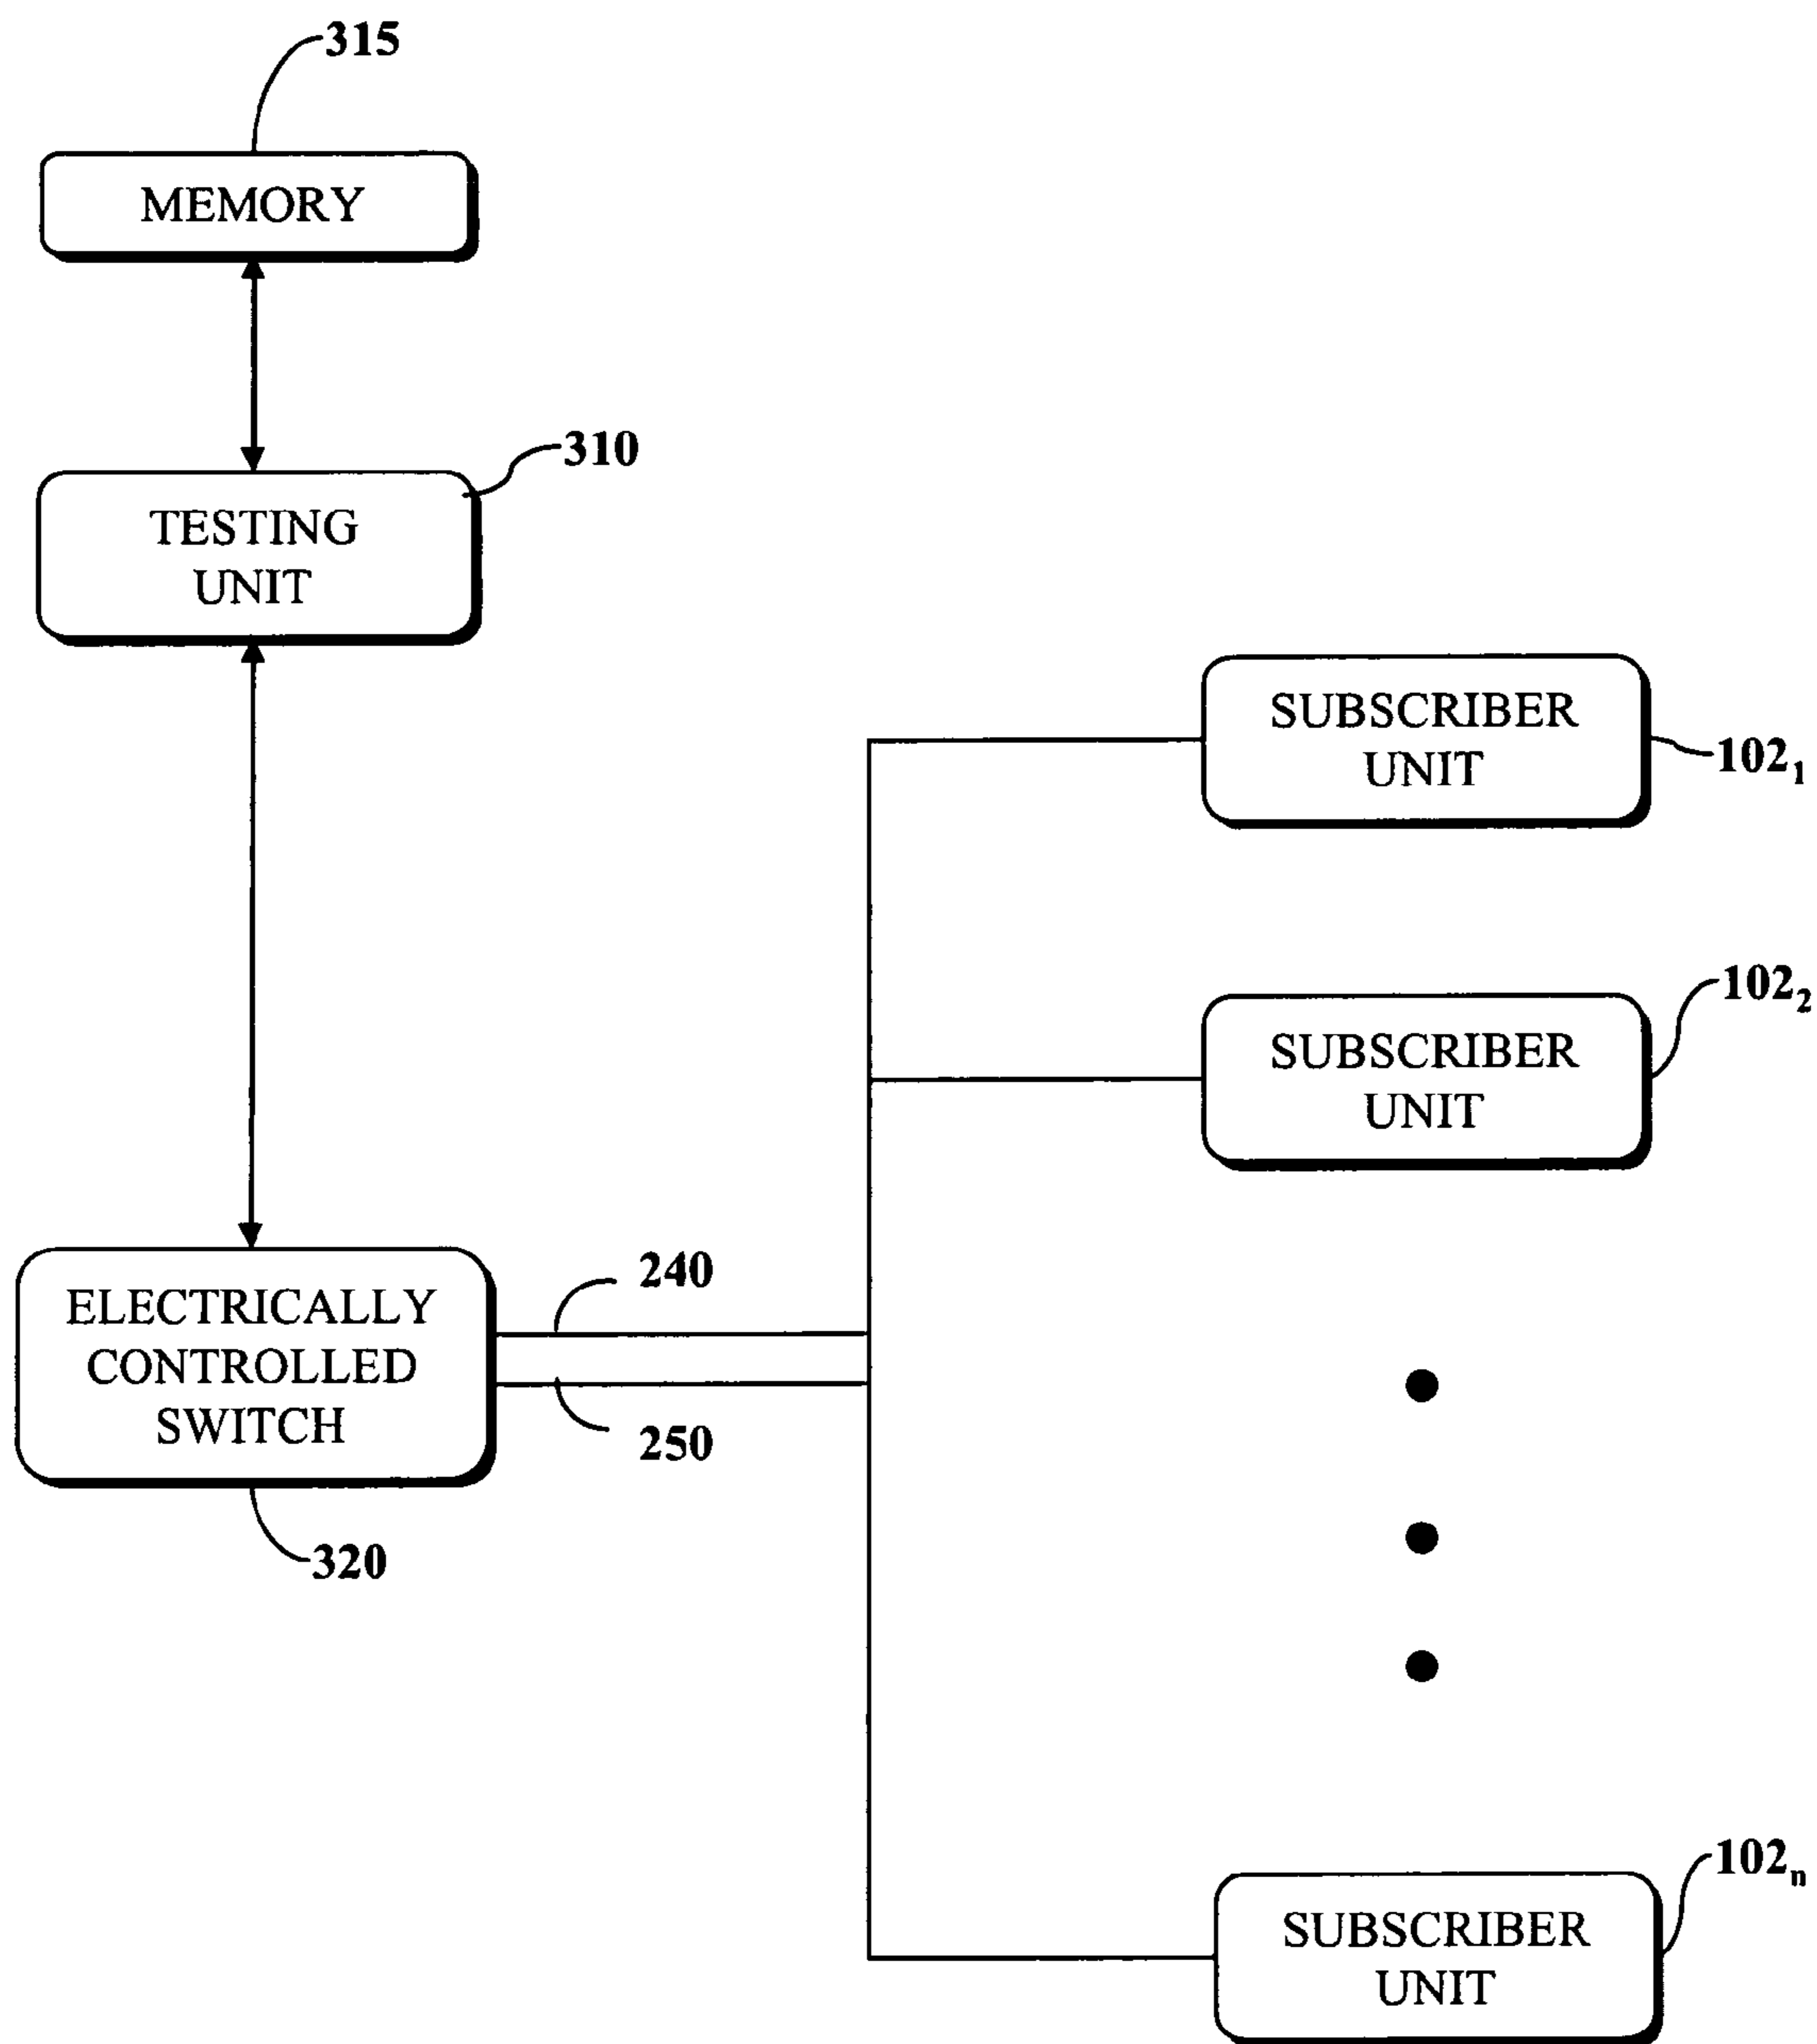 315
MEMORY
310
TESTING
UNIT
SUBSCRIBER
UNIT
102₁
102₂
SUBSCRIBER
UNIT
240
ELECTRICALLY
CONTROLLED
SWITCH
250
320
102ₙ
SUBSCRIBER
UNIT